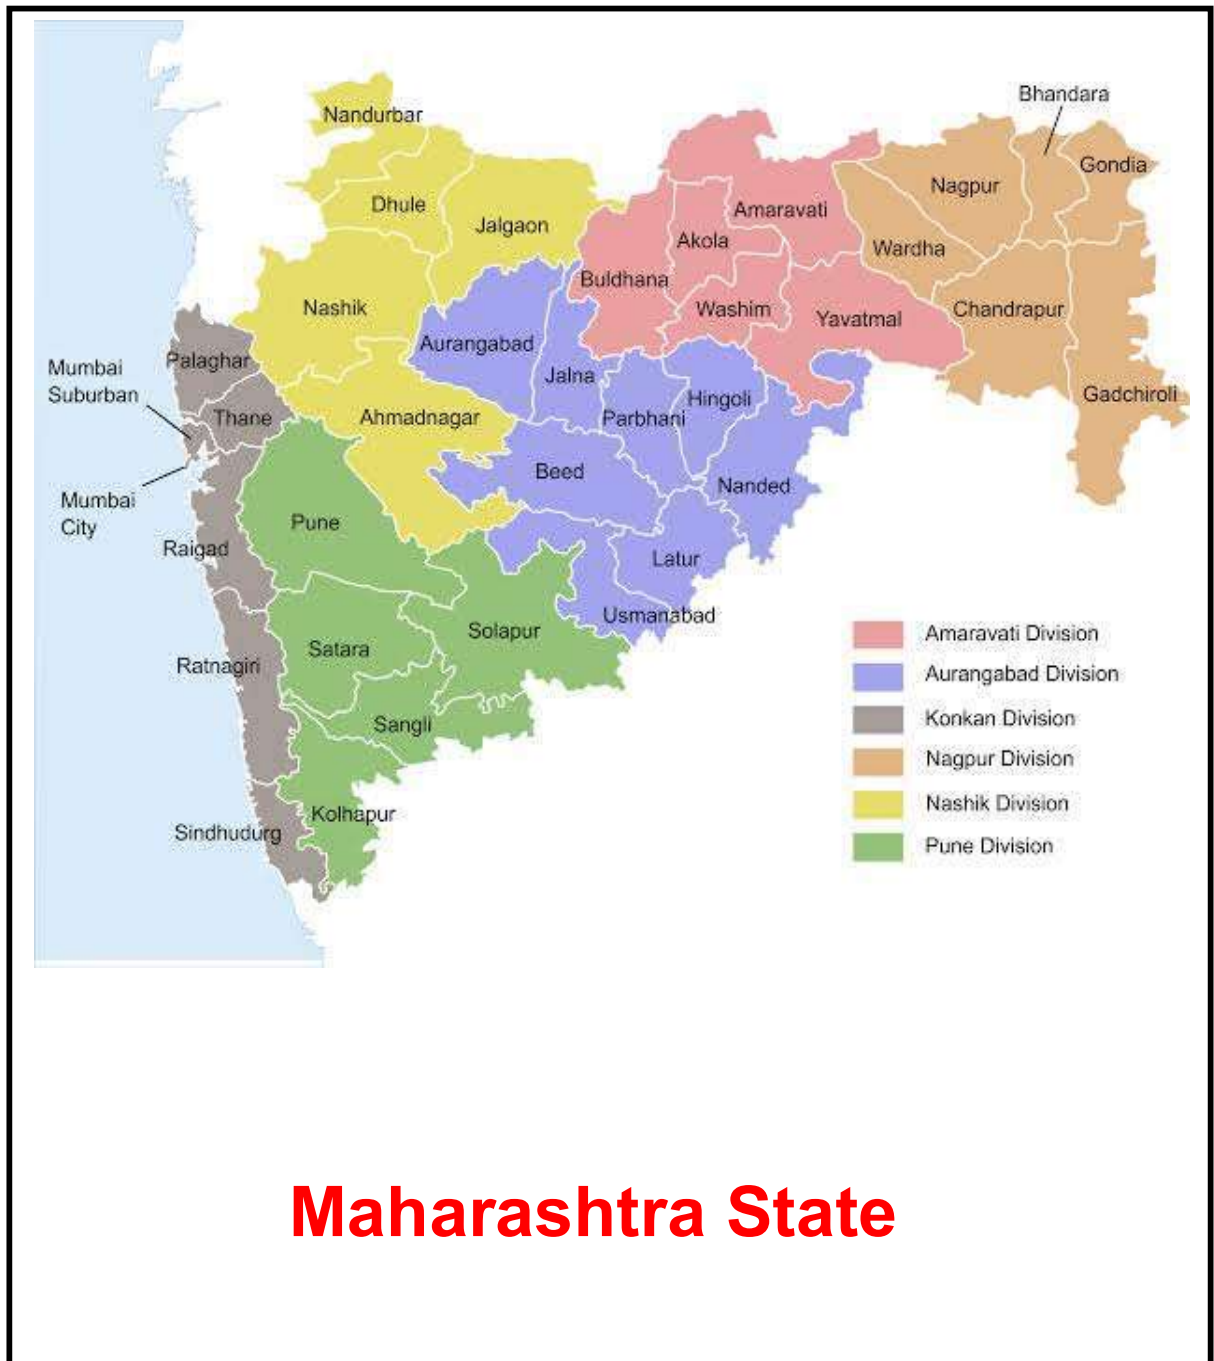 Bhandara
Nandurbar
Gondia
Nagpur
Dhule
Amaravati
Jalgaon
Akola
Wardha
Buldhana
Nashik
Washim
Yavatmal
Chandrapur
Aurangabad
Palaghar
Mumbai
Suburban
Jalna
Hingoli
Gadchiroli
Thane
Ahmadnagar
Parbhani
Beed
Nanded
Mumbai
City
Pune
Raigad
Latur
Usmanabad
Solapur
Satara
Ratnagiri
Sangli
Kolhapur
Sindhudurg
Amaravati Division
Aurangabad Division
Konkan Division
Nagpur Division
Nashik Division
Pune Division
Maharashtra State